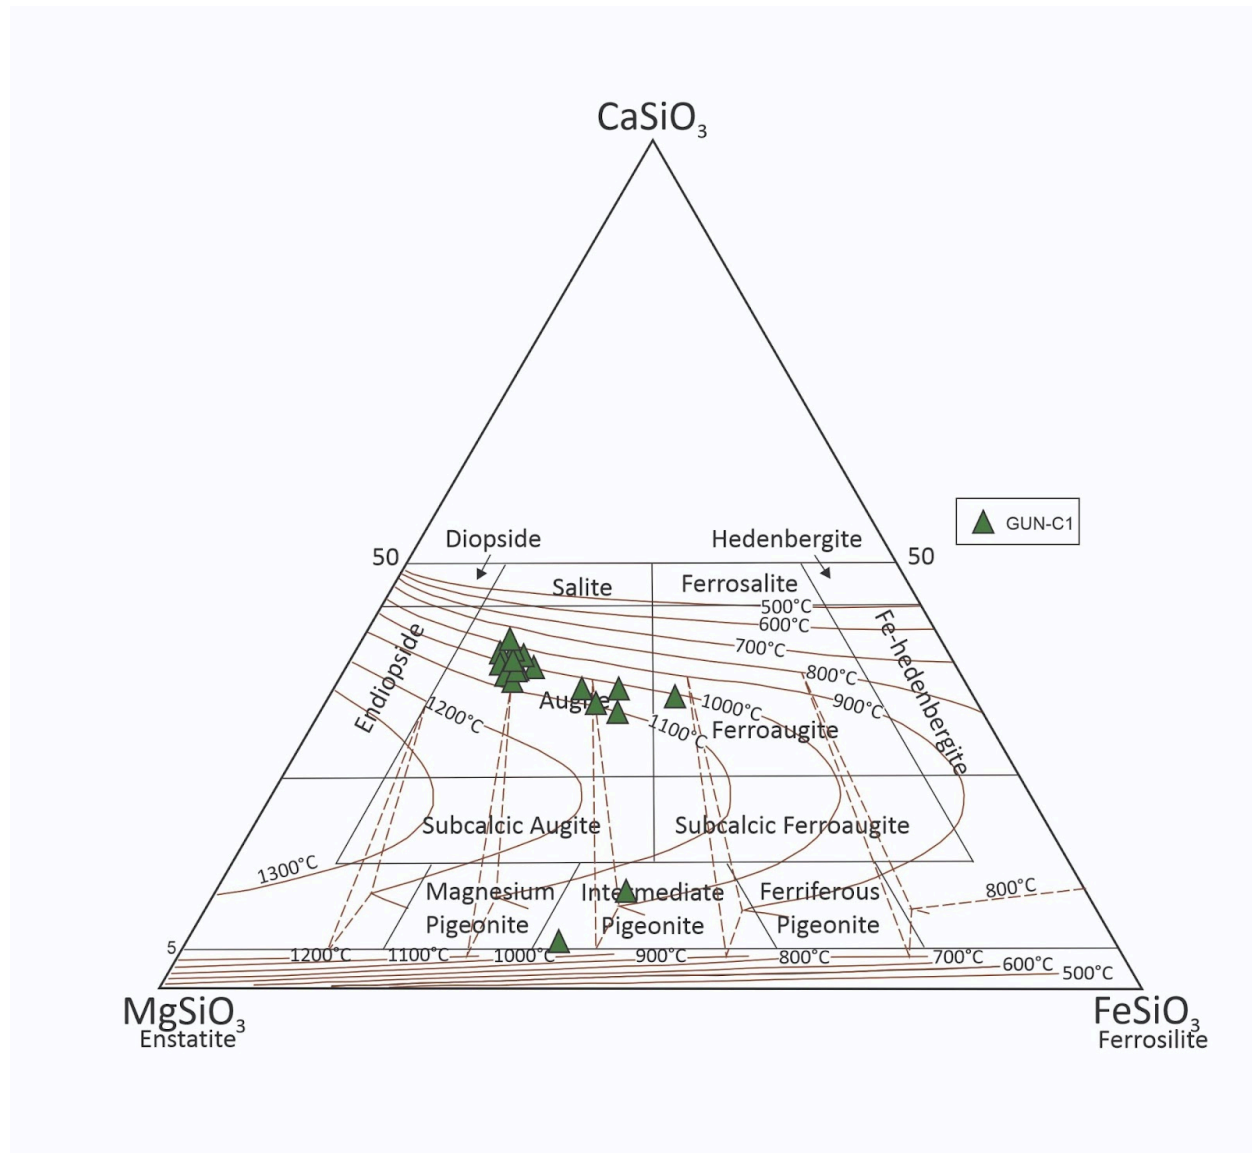 CaSiO3
Diopside
Hedenbergite
GUN-C1
50
50
Salite
Ferrosalite
500°C
600°C
700°C
800°C
900°C
1000°C
1100°C
1200°C
Endiopside
Fe-hedenbergite
Augite
Ferroaugite
Subcalcic Augite
Subcalcic Ferroaugite
1300°C
Magnesium
Pigeonite
Intermediate
Pigeonite
Ferriferous
Pigeonite
800°C
5
1200°C
1100°C
1000°C
900°C
800°C
700°C
600°C
500°C
MgSiO3
Enstatite
FeSiO3
Ferrosilite